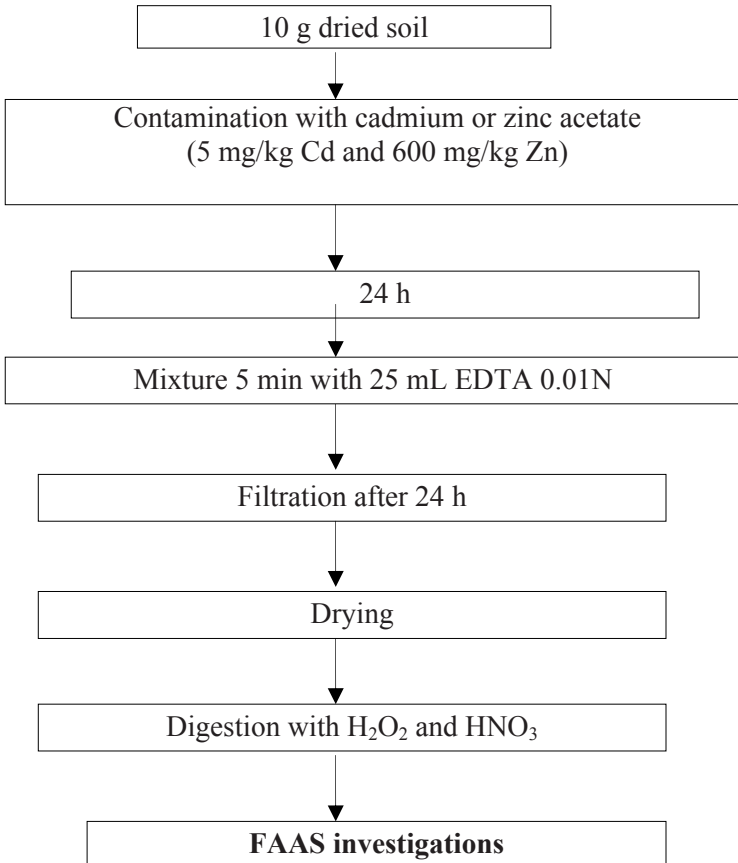 10 g dried soil
Contamination with cadmium or zinc acetate
(5 mg/kg Cd and 600 mg/kg Zn)
24 h
Mixture 5 min with 25 mL EDTA 0.01N
Filtration after 24 h
Drying
Digestion with H₂O₂ and HNO₃
FAAS investigations